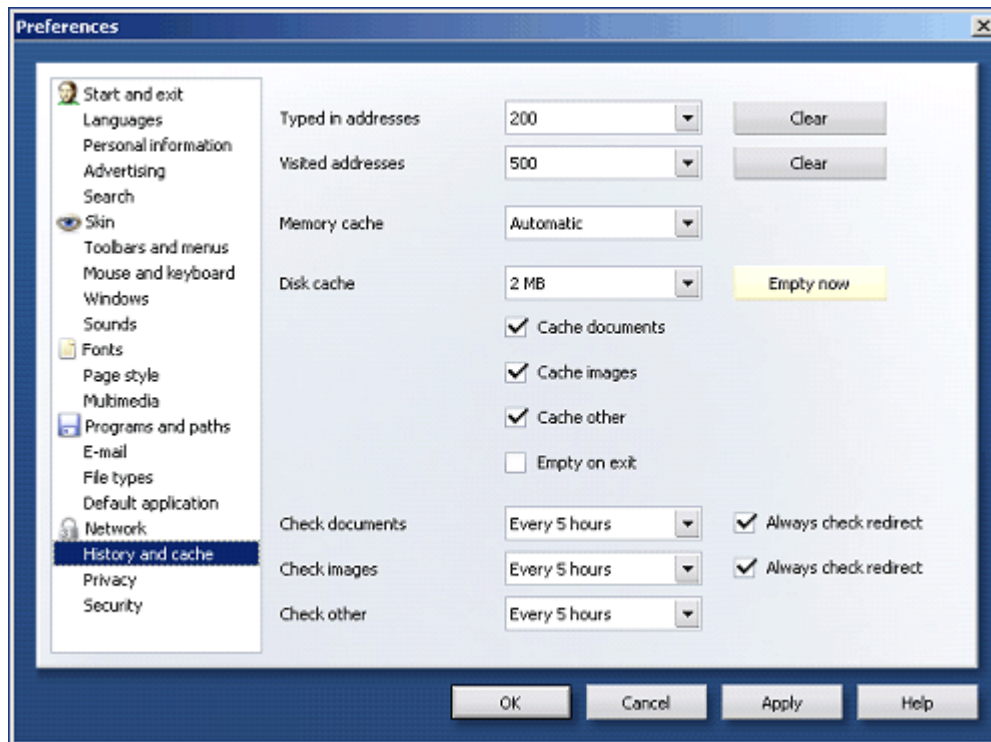 Preferences
Start and exit
Languages
Personal information
Advertising
Search
Skin
Toolbars and menus
Mouse and keyboard
Windows
Sounds
Fonts
Page style
Multimedia
Programs and paths
E-mail
File types
Default application
Network
History and cache
Privacy
Security
Typed in addresses 200 Clear
Visited addresses 500 Clear
Memory cache Automatic
Disk cache 2 MB Empty now
Cache documents
Cache images
Cache other
Empty on exit
Check documents Every 5 hours Always check redirect
Check images Every 5 hours Always check redirect
Check other Every 5 hours
OK Cancel Apply Help